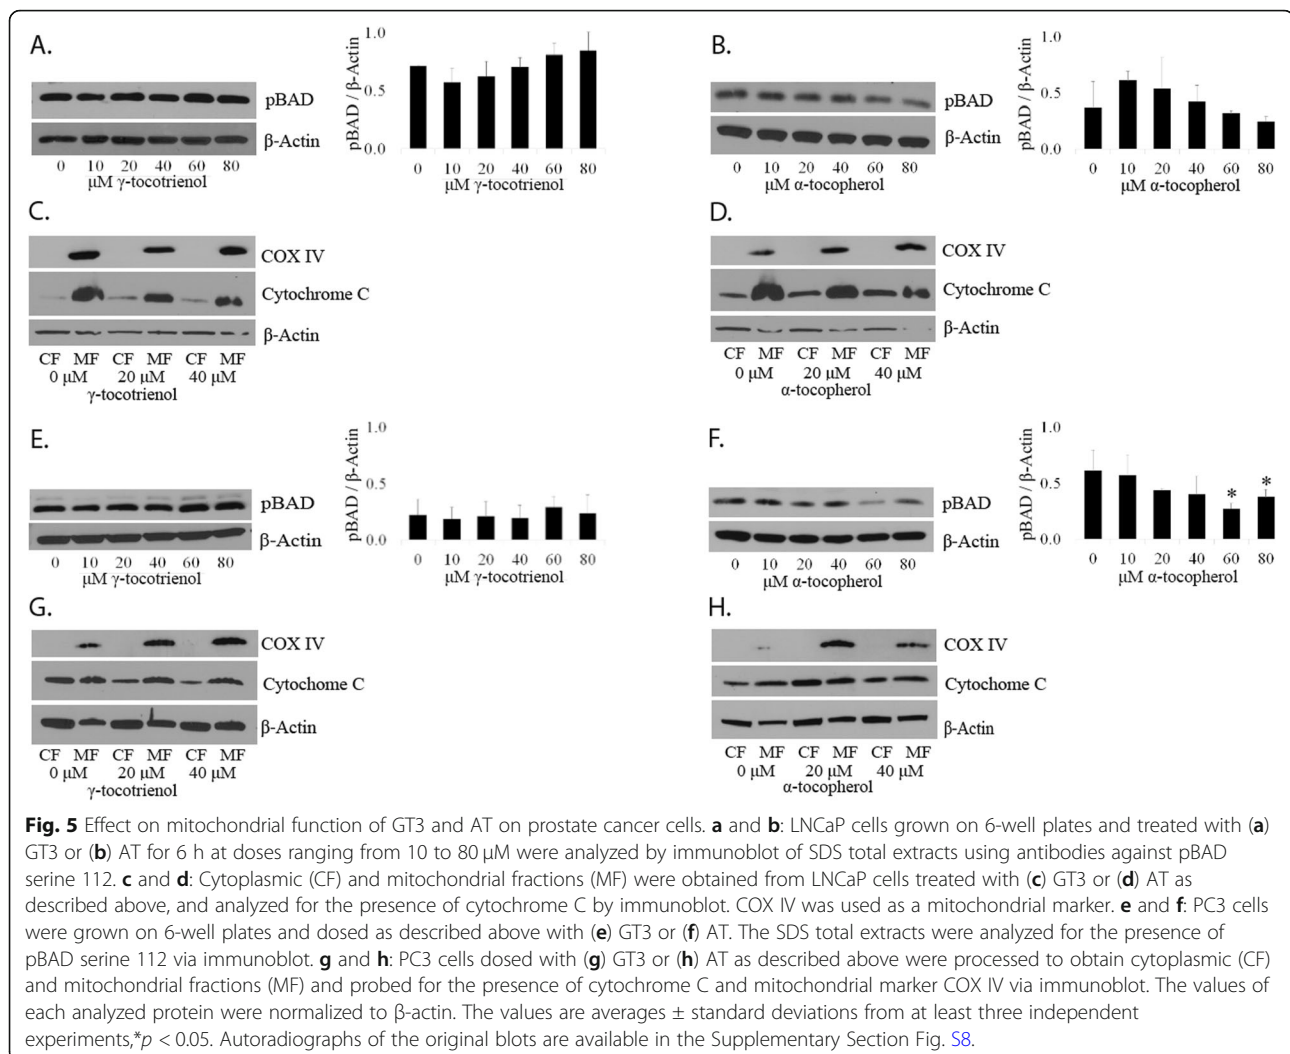 A.
pBAD
β-Actin
0 10 20 40 60 80
μM γ-tocotrienol
pBAD / β-Actin
1.0
0.5
0.0
0 10 20 40 60 80
μM γ-tocotrienol
B.
pBAD
β-Actin
0 10 20 40 60 80
μM α-tocopherol
pBAD / β-Actin
1.0
0.5
0.0
0 10 20 40 60 80
μM α-tocopherol
C.
COX IV
Cytochrome C
β-Actin
CF MF CF MF CF MF
0 μM 20 μM 40 μM
γ-tocotrienol
D.
COX IV
Cytochrome C
β-Actin
CF MF CF MF CF MF
0 μM 20 μM 40 μM
α-tocopherol
E.
pBAD
β-Actin
0 10 20 40 60 80
μM γ-tocotrienol
pBAD / β-Actin
1.0
0.5
0.0
0 10 20 40 60 80
μM γ-tocotrienol
F.
pBAD
β-Actin
0 10 20 40 60 80
μM α-tocopherol
pBAD / β-Actin
1.0
0.5
0.0
* *
0 10 20 40 60 80
μM α-tocopherol
G.
COX IV
Cytochome C
β-Actin
CF MF CF MF CF MF
0 μM 20 μM 40 μM
γ-tocotrienol
H.
COX IV
Cytochome C
β-Actin
CF MF CF MF CF MF
0 μM 20 μM 40 μM
α-tocopherol
Fig. 5 Effect on mitochondrial function of GT3 and AT on prostate cancer cells. a and b: LNCaP cells grown on 6-well plates and treated with (a)
GT3 or (b) AT for 6 h at doses ranging from 10 to 80 μM were analyzed by immunoblot of SDS total extracts using antibodies against pBAD
serine 112. c and d: Cytoplasmic (CF) and mitochondrial fractions (MF) were obtained from LNCaP cells treated with (c) GT3 or (d) AT as
described above, and analyzed for the presence of cytochrome C by immunoblot. COX IV was used as a mitochondrial marker. e and f: PC3 cells
were grown on 6-well plates and dosed as described above with (e) GT3 or (f) AT. The SDS total extracts were analyzed for the presence of
pBAD serine 112 via immunoblot. g and h: PC3 cells dosed with (g) GT3 or (h) AT as described above were processed to obtain cytoplasmic (CF)
and mitochondrial fractions (MF) and probed for the presence of cytochrome C and mitochondrial marker COX IV via immunoblot. The values of
each analyzed protein were normalized to β-actin. The values are averages ± standard deviations from at least three independent
experiments,*p < 0.05. Autoradiographs of the original blots are available in the Supplementary Section Fig. S8.